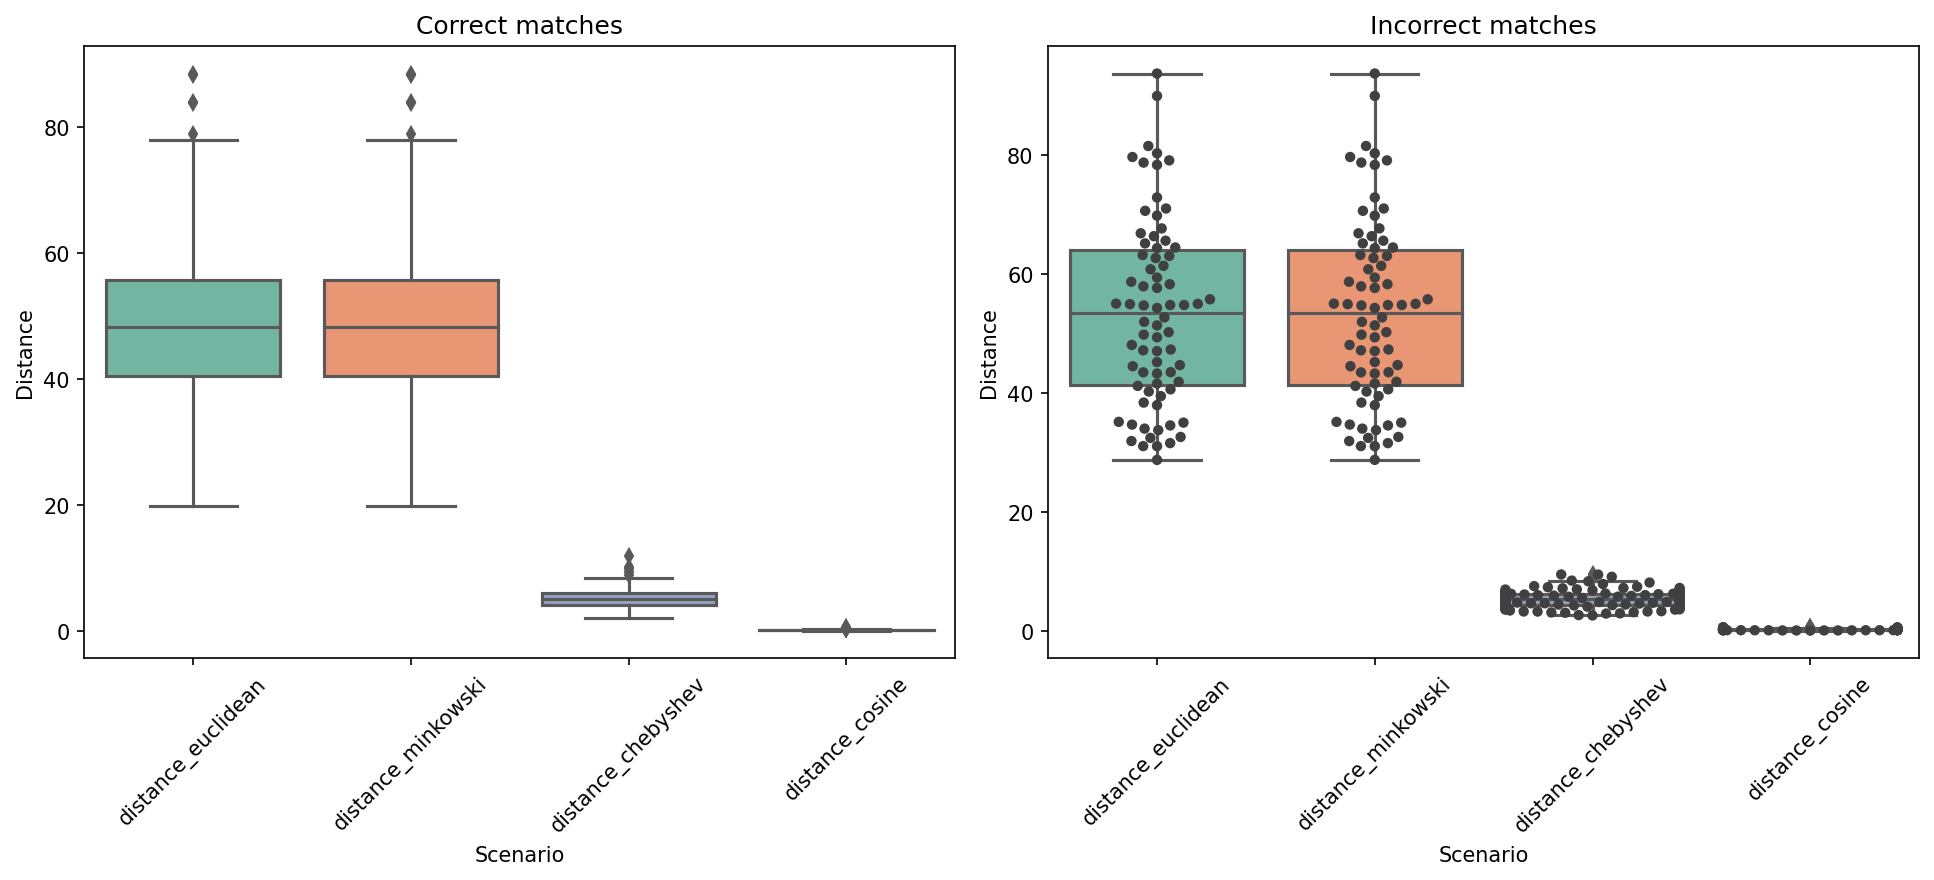 Correct matches
Distance
80
60
40
20
0
distance_euclidean
distance_minkowski
distance_chebyshev
distance_cosine
Scenario
Incorrect matches
Distance
80
60
40
20
0
distance_euclidean
distance_minkowski
distance_chebyshev
distance_cosine
Scenario